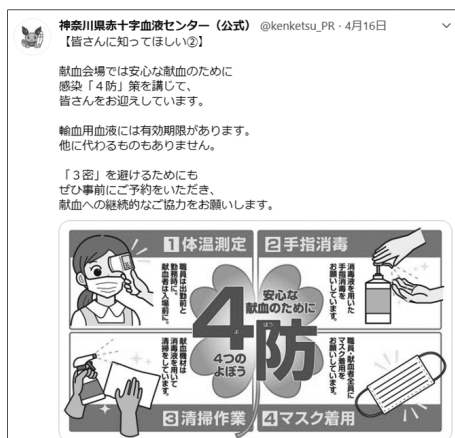 神奈川県赤十字血液センター（公式） @kenketsu_PR・4月16日
【皆さんに知ってほしい②】
献血会場では安心な献血のために
感染「４防」策を講じて、
皆さんをお迎えしています。
輸血用血液には有効期限があります。
他に代わるものもありません。
「３密」を避けるためにも
ぜひ事前にご予約をいただき、
献血への継続的なご協力をお願いします。
1 体温測定
職員は出勤前と
勤務時に。
献血者は入場前に。
2 手指消毒
消毒液を用いた
手指消毒を
お願いしています。
安心な
献血のために
4防
よ ぼう
4つの
よぼう
献血機材は
消毒液を用いて
清掃をしています。
3 清掃作業
職員・献血者全員に
マスク着用を
お願いしています。
4 マスク着用